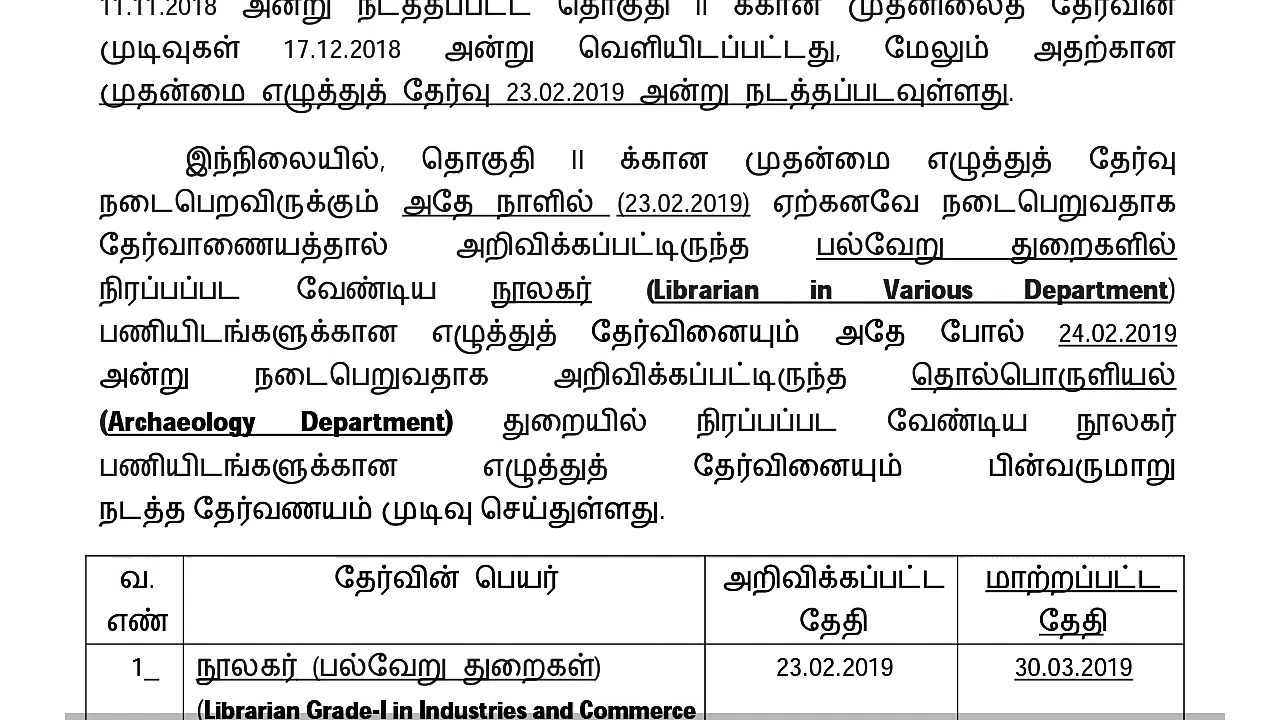 11.11.2018 அன்று நடத்தப்பட்ட தொகுதி II க்கான முதனிலைத் தேர்வின்
முடிவுகள் 17.12.2018 அன்று வெளியிடப்பட்டது, மேலும் அதற்கான
முதன்மை எழுத்துத் தேர்வு 23.02.2019 அன்று நடத்தப்படவுள்ளது.
இந்நிலையில், தொகுதி II க்கான முதன்மை எழுத்துத் தேர்வு
நடைபெறவிருக்கும் அதே நாளில் (23.02.2019) ஏற்கனவே நடைபெறுவதாக
தேர்வாணையத்தால் அறிவிக்கப்பட்டிருந்த பல்வேறு துறைகளில்
நிரப்பப்பட வேண்டிய நூலகர் (Librarian in Various Department)
பணியிடங்களுக்கான எழுத்துத் தேர்வினையும் அதே போல் 24.02.2019
அன்று நடைபெறுவதாக அறிவிக்கப்பட்டிருந்த தொல்பொருளியல்
(Archaeology Department) துறையில் நிரப்பப்பட வேண்டிய நூலகர்
பணியிடங்களுக்கான எழுத்துத் தேர்வினையும் பின்வருமாறு
நடத்த தேர்வணயம் முடிவு செய்துள்ளது.
வ. எண் தேர்வின் பெயர் அறிவிக்கப்பட்ட தேதி மாற்றப்பட்ட தேதி
1_ நூலகர் (பல்வேறு துறைகள்) 23.02.2019 30.03.2019
(Librarian Grade-I in Industries and Commerce